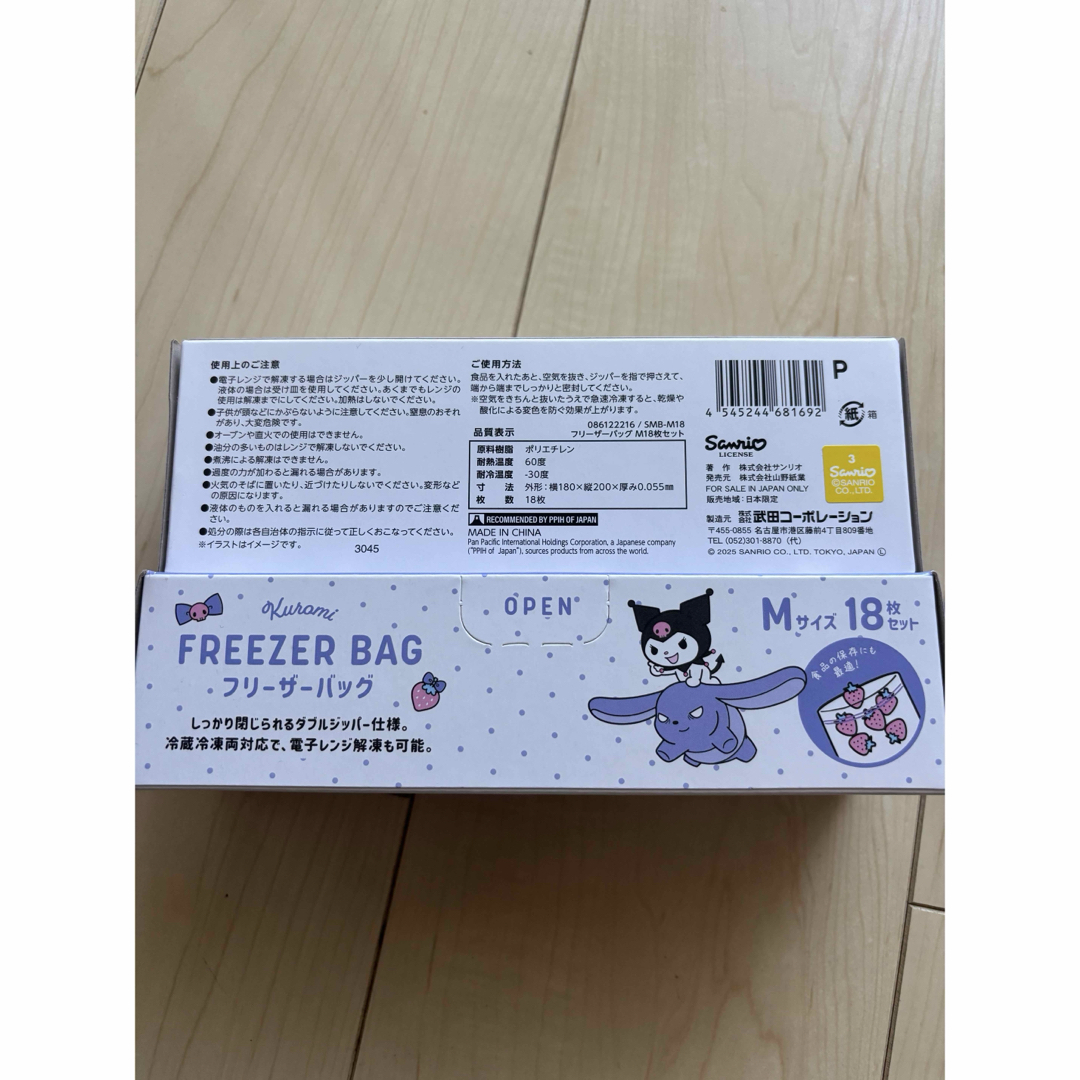 使用上のご注意
●電子レンジで解凍する場合はジッパーを少し開けてください。
液体の場合は受け皿を使用してください。あくまでもレンジの
使用は解凍までにしてください。加熱はしないでください。
●子供が頭などにかぶらないように注意してください。窒息のおそれ
があり、大変危険です。
●オーブンや直火での使用はできません。
●油分の多いものはレンジで解凍しないでください。
●煮沸による解凍はできません。
●過度の力が加わると漏れる場合があります。
●火気のそばに置いたり、近づけたりしないでください。変形など
の原因になります。
●液体のものを入れると漏れる場合がありますのでご注意くだ
さい。
●処分の際は各自治体の指示に従って正しくおこなってください。
※イラストはイメージです。
3045
ご使用方法
食品を入れたあと、空気を抜き、ジッパーを指で押さえて、
端から端までしっかりと密封してください。
※空気をきちんと抜いたうえで急速冷凍すると、乾燥や
酸化による変色を防ぐ効果が上がります。
086122216 / SMB-M18
品質表示 フリーザーバッグ M18枚セット
原料樹脂 ポリエチレン
耐熱温度 60度
耐冷温度 -30度
寸 法 外形:横180×縦200×厚み0.055㎜
枚 数 18枚
RECOMMENDED BY PPIH OF JAPAN
MADE IN CHINA
Pan Pacific International Holdings Corporation, a Japanese company
("PPIH of Japan"), sources products from across the world.
4 545244 681692
P
紙 箱
Sanrio
LICENSE
著 作 株式会社サンリオ
発売元 株式会社山野紙業
FOR SALE IN JAPAN ONLY
販売地域:日本限定
3
Sanrio
©SANRIO
CO., LTD.
製造元 株式会社武田コーポレーション
〒455-0855 名古屋市港区藤前4丁目809番地
TEL (052)301-8870 (代)
© 2025 SANRIO CO., LTD. TOKYO, JAPAN Ⓛ
Kuromi
OPEN
FREEZER BAG
フリーザーバッグ
しっかり閉じられるダブルジッパー仕様。
冷蔵冷凍両対応で、電子レンジ解凍も可能。
Mサイズ 18枚セット
食品の保存にも
最適!